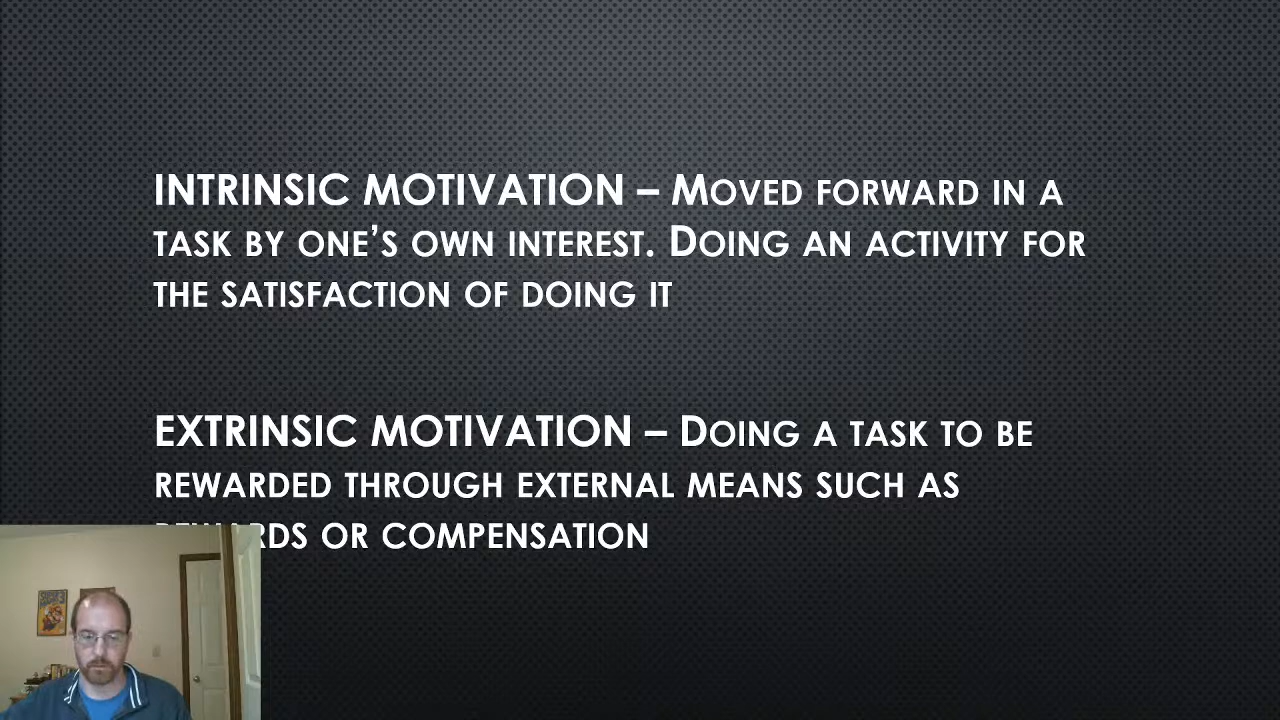 INTRINSIC MOTIVATION – MOVED FORWARD IN A
TASK BY ONE’S OWN INTEREST. DOING AN ACTIVITY FOR
THE SATISFACTION OF DOING IT
EXTRINSIC MOTIVATION – DOING A TASK TO BE
REWARDED THROUGH EXTERNAL MEANS SUCH AS
REWARDS OR COMPENSATION